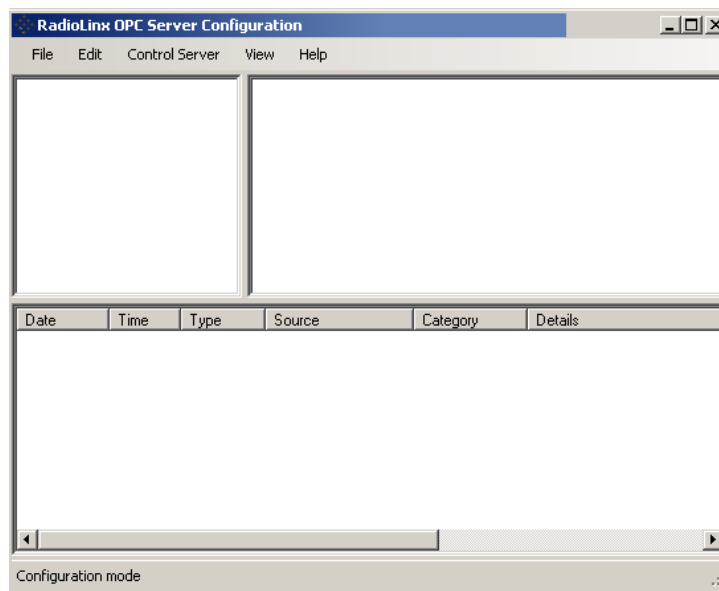 RadioLinx OPC Server Configuration
File Edit Control Server View Help
Date Time Type Source Category Details
Configuration mode